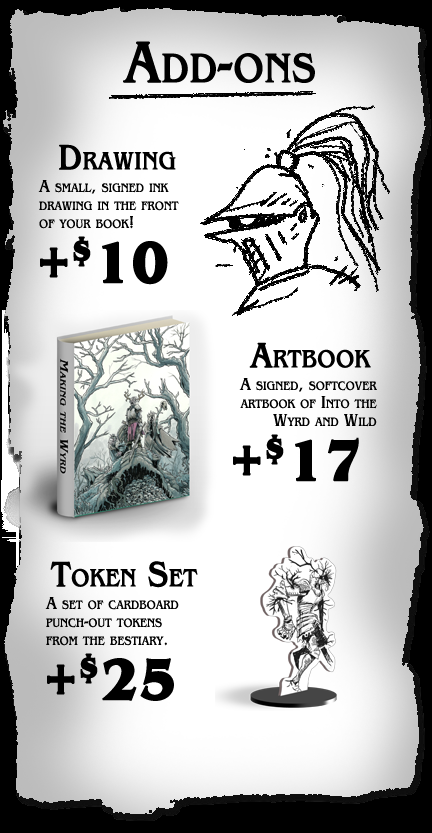 Add-ons
Drawing
A small, signed ink
drawing in the front
of your book!
+$10
Making the Wyrd
Artbook
A signed, softcover
artbook of Into the
Wyrd and Wild
+$17
Token Set
A set of cardboard
punch-out tokens
from the bestiary.
+$25